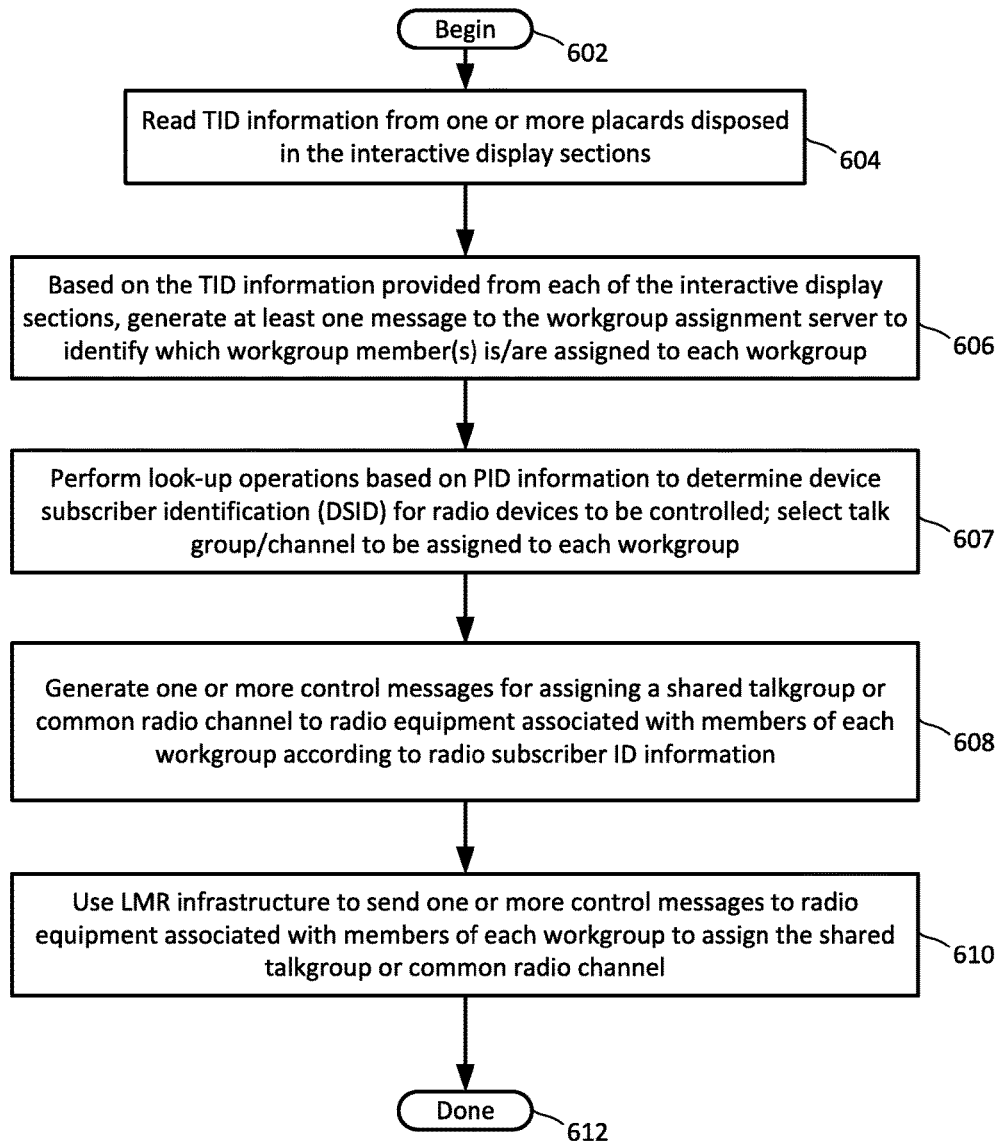 Begin
602
Read TID information from one or more placards disposed
in the interactive display sections
604
Based on the TID information provided from each of the interactive display
sections, generate at least one message to the workgroup assignment server to
identify which workgroup member(s) is/are assigned to each workgroup
606
Perform look-up operations based on PID information to determine device
subscriber identification (DSID) for radio devices to be controlled; select talk
group/channel to be assigned to each workgroup
607
Generate one or more control messages for assigning a shared talkgroup or
common radio channel to radio equipment associated with members of each
workgroup according to radio subscriber ID information
608
Use LMR infrastructure to send one or more control messages to radio
equipment associated with members of each workgroup to assign the shared
talkgroup or common radio channel
610
Done
612